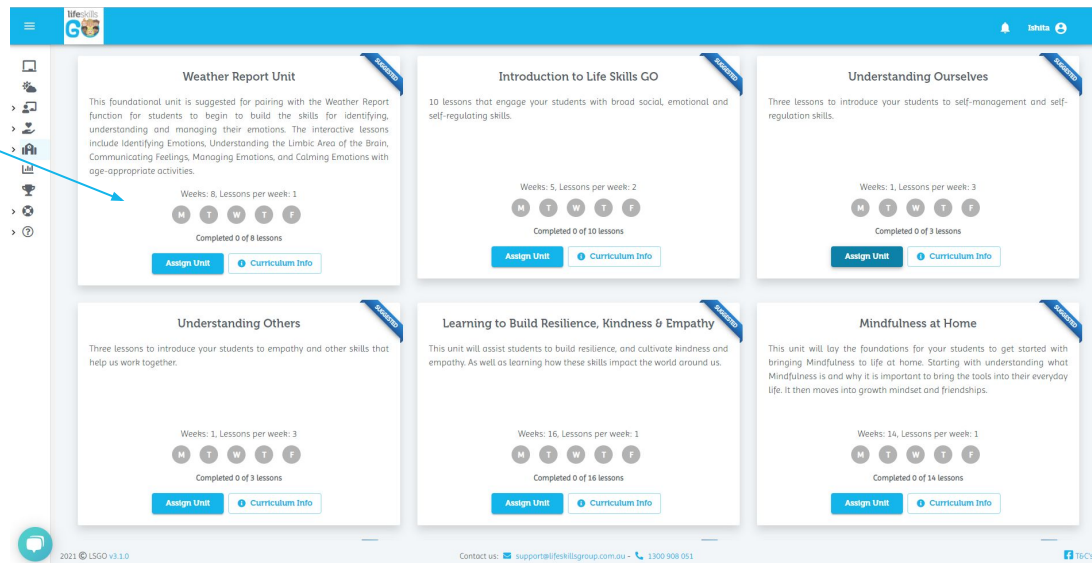 lifeskills
GO
Ishita
SUGGESTED
Weather Report Unit
This foundational unit is suggested for pairing with the Weather Report
function for students to begin to build the skills for identifying,
understanding and managing their emotions. The interactive lessons
include Identifying Emotions, Understanding the Limbic Area of the Brain,
Communicating Feelings, Managing Emotions, and Calming Emotions with
age-appropriate activities.
Weeks: 8, Lessons per week: 1
M T W T F
Completed 0 of 8 lessons
Assign Unit
Curriculum Info
SUGGESTED
Introduction to Life Skills GO
10 lessons that engage your students with broad social, emotional and
self-regulating skills.
Weeks: 5, Lessons per week: 2
M T W T F
Completed 0 of 10 lessons
Assign Unit
Curriculum Info
SUGGESTED
Understanding Ourselves
Three lessons to introduce your students to self-management and self-
regulation skills.
Weeks: 1, Lessons per week: 3
M T W T F
Completed 0 of 3 lessons
Assign Unit
Curriculum Info
SUGGESTED
Understanding Others
Three lessons to introduce your students to empathy and other skills that
help us work together.
Weeks: 1, Lessons per week: 3
M T W T F
Completed 0 of 3 lessons
Assign Unit
Curriculum Info
SUGGESTED
Learning to Build Resilience, Kindness & Empathy
This unit will assist students to build resilience, and cultivate kindness and
empathy. As well as learning how these skills impact the world around us.
Weeks: 16, Lessons per week: 1
M T W T F
Completed 0 of 16 lessons
Assign Unit
Curriculum Info
SUGGESTED
Mindfulness at Home
This unit will lay the foundations for your students to get started with
bringing Mindfulness to life at home. Starting with understanding what
Mindfulness is and why it is important to bring the tools into their everyday
life. It then moves into growth mindset and friendships.
Weeks: 14, Lessons per week: 1
M T W T F
Completed 0 of 14 lessons
Assign Unit
Curriculum Info
2021 © LSGO v3.1.0
Contact us: support@lifeskillsgroup.com.au - 1300 908 051
T&C's